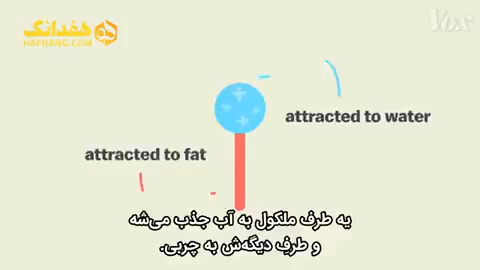 هفدانگ
HAFDANG.COM
Vox
attracted to water
attracted to fat
یه طرف ملکول به آب جذب می‌شه
و طرف دیگه‌ش به چربی.